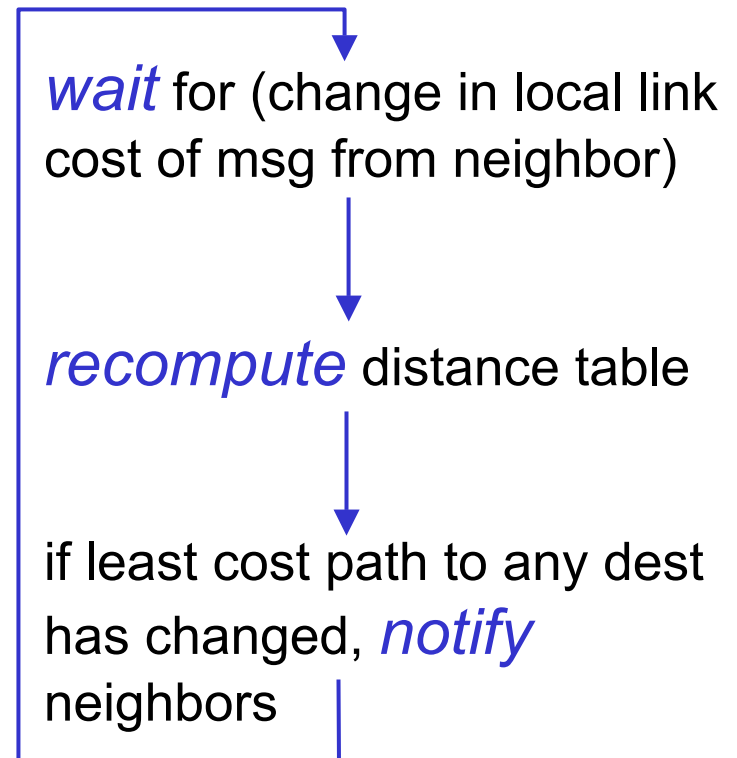 wait for (change in local link
cost of msg from neighbor)
recompute distance table
if least cost path to any dest
has changed, notify
neighbors